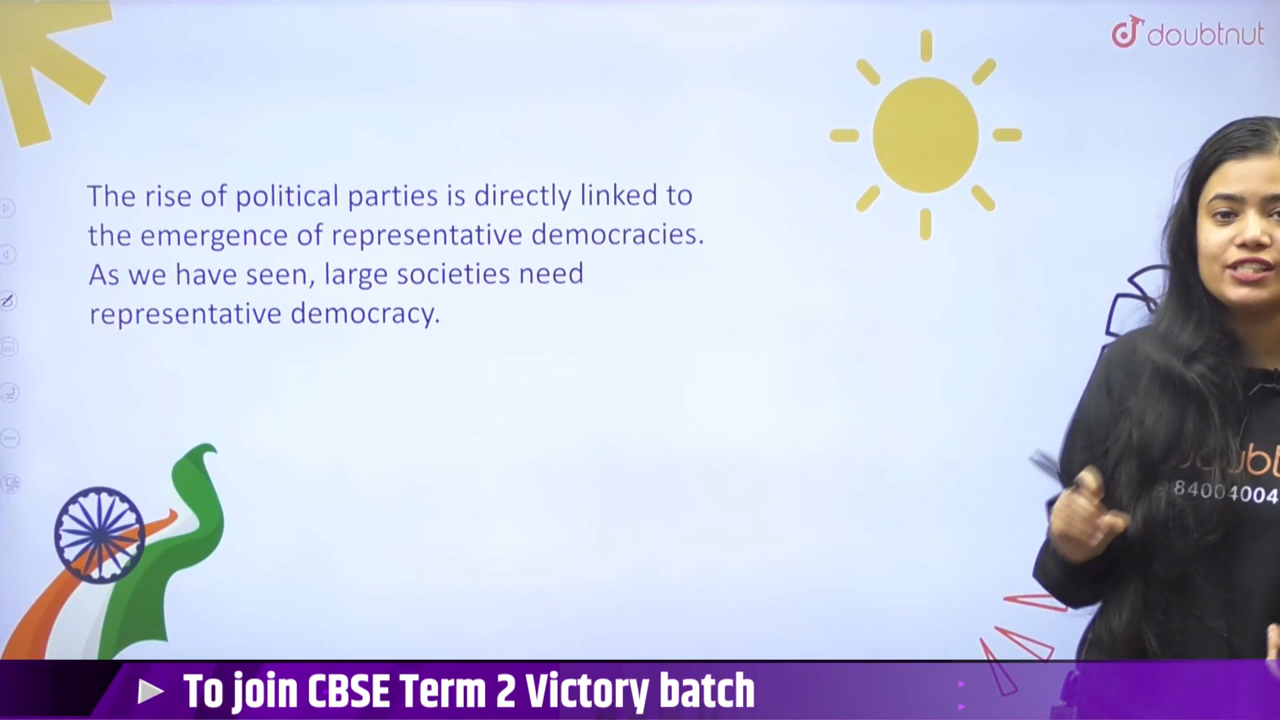 doubtnut
The rise of political parties is directly linked to
the emergence of representative democracies.
As we have seen, large societies need
representative democracy.
84004004
To join CBSE Term 2 Victory batch